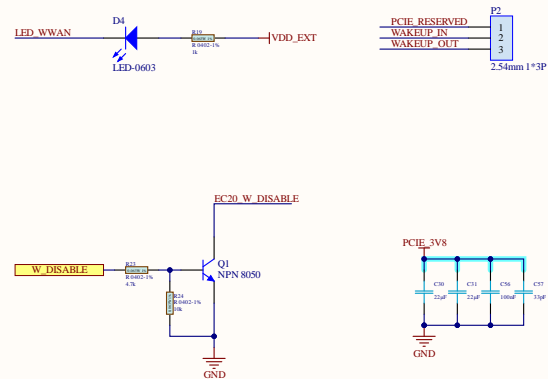 D4
LED_WWAN
LED-0603
R19
R 0402-1%
1k
VDD_EXT
P2
PCIE_RESERVED
WAKEUP_IN
WAKEUP_OUT
1
2
3
2.54mm 1*3P
EC20_W_DISABLE
W_DISABLE
R23
R 0402-1%
4.7k
Q1
NPN 8050
R24
R 0402-1%
10k
GND
PCIE_3V8
C30
22µF
C31
22µF
C56
100nF
C57
33pF
GND